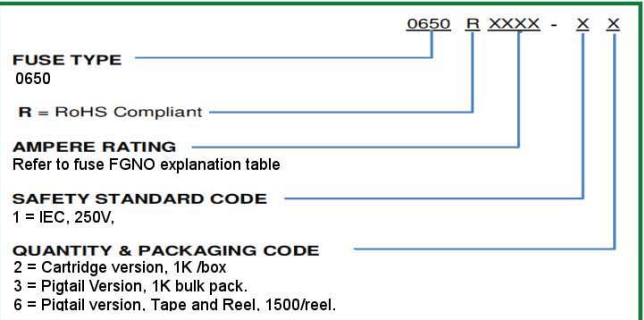 0650 R XXXX - X X
FUSE TYPE
0650
R = RoHS Compliant
AMPERE RATING
Refer to fuse FGNO explanation table
SAFETY STANDARD CODE
1 = IEC, 250V,
QUANTITY & PACKAGING CODE
2 = Cartridge version, 1K /box
3 = Pigtail Version, 1K bulk pack.
6 = Pigtail version, Tape and Reel, 1500/reel.